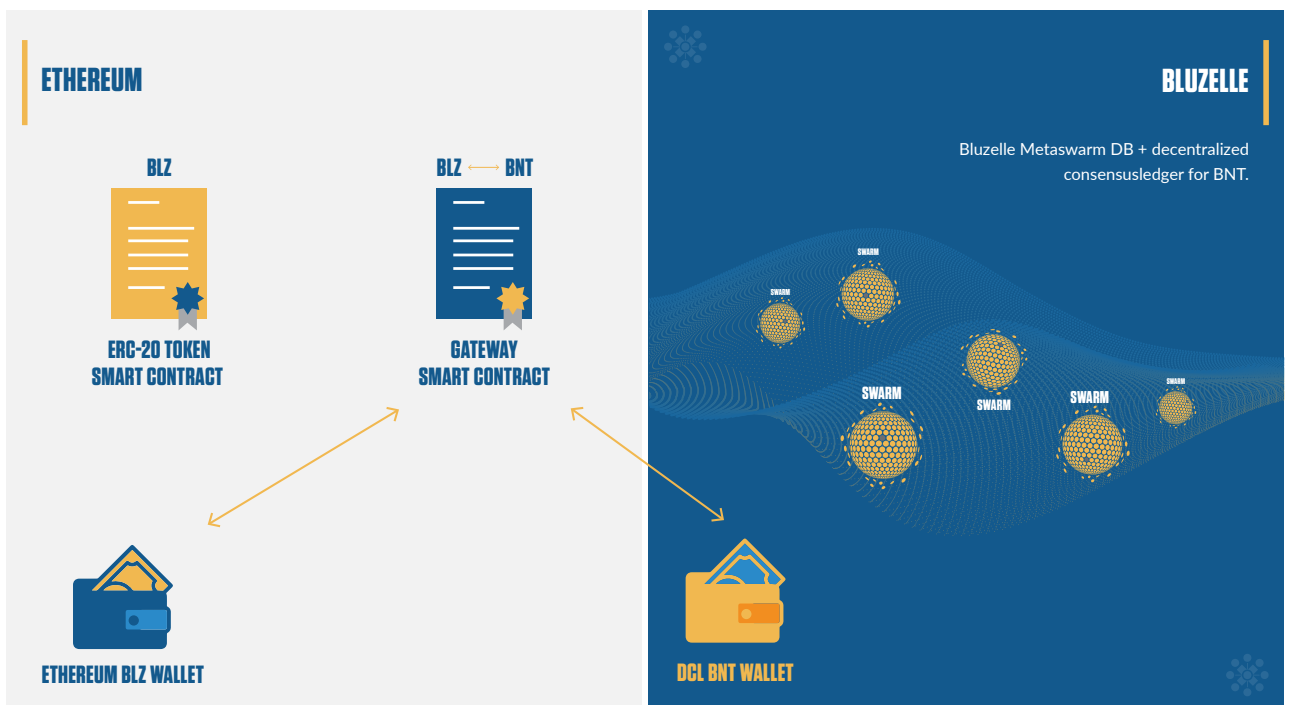 ETHEREUM
BLZ
ERC-20 TOKEN
SMART CONTRACT
BLZ BNT
GATEWAY
SMART CONTRACT
ETHEREUM BLZ WALLET
BLUZELLE
Bluzelle Metaswarm DB + decentralized
consensusledger for BNT.
SWARM
SWARM
SWARM
SWARM
SWARM
SWARM
DCL BNT WALLET